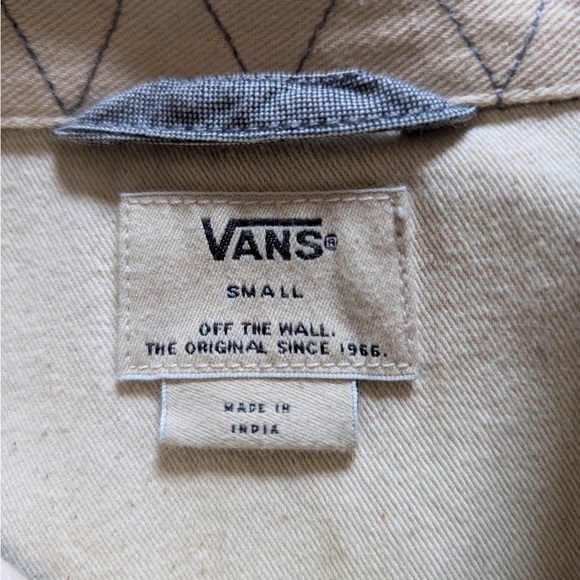 VANS®
SMALL
OFF THE WALL.
THE ORIGINAL SINCE 1966.
MADE IN
INDIA